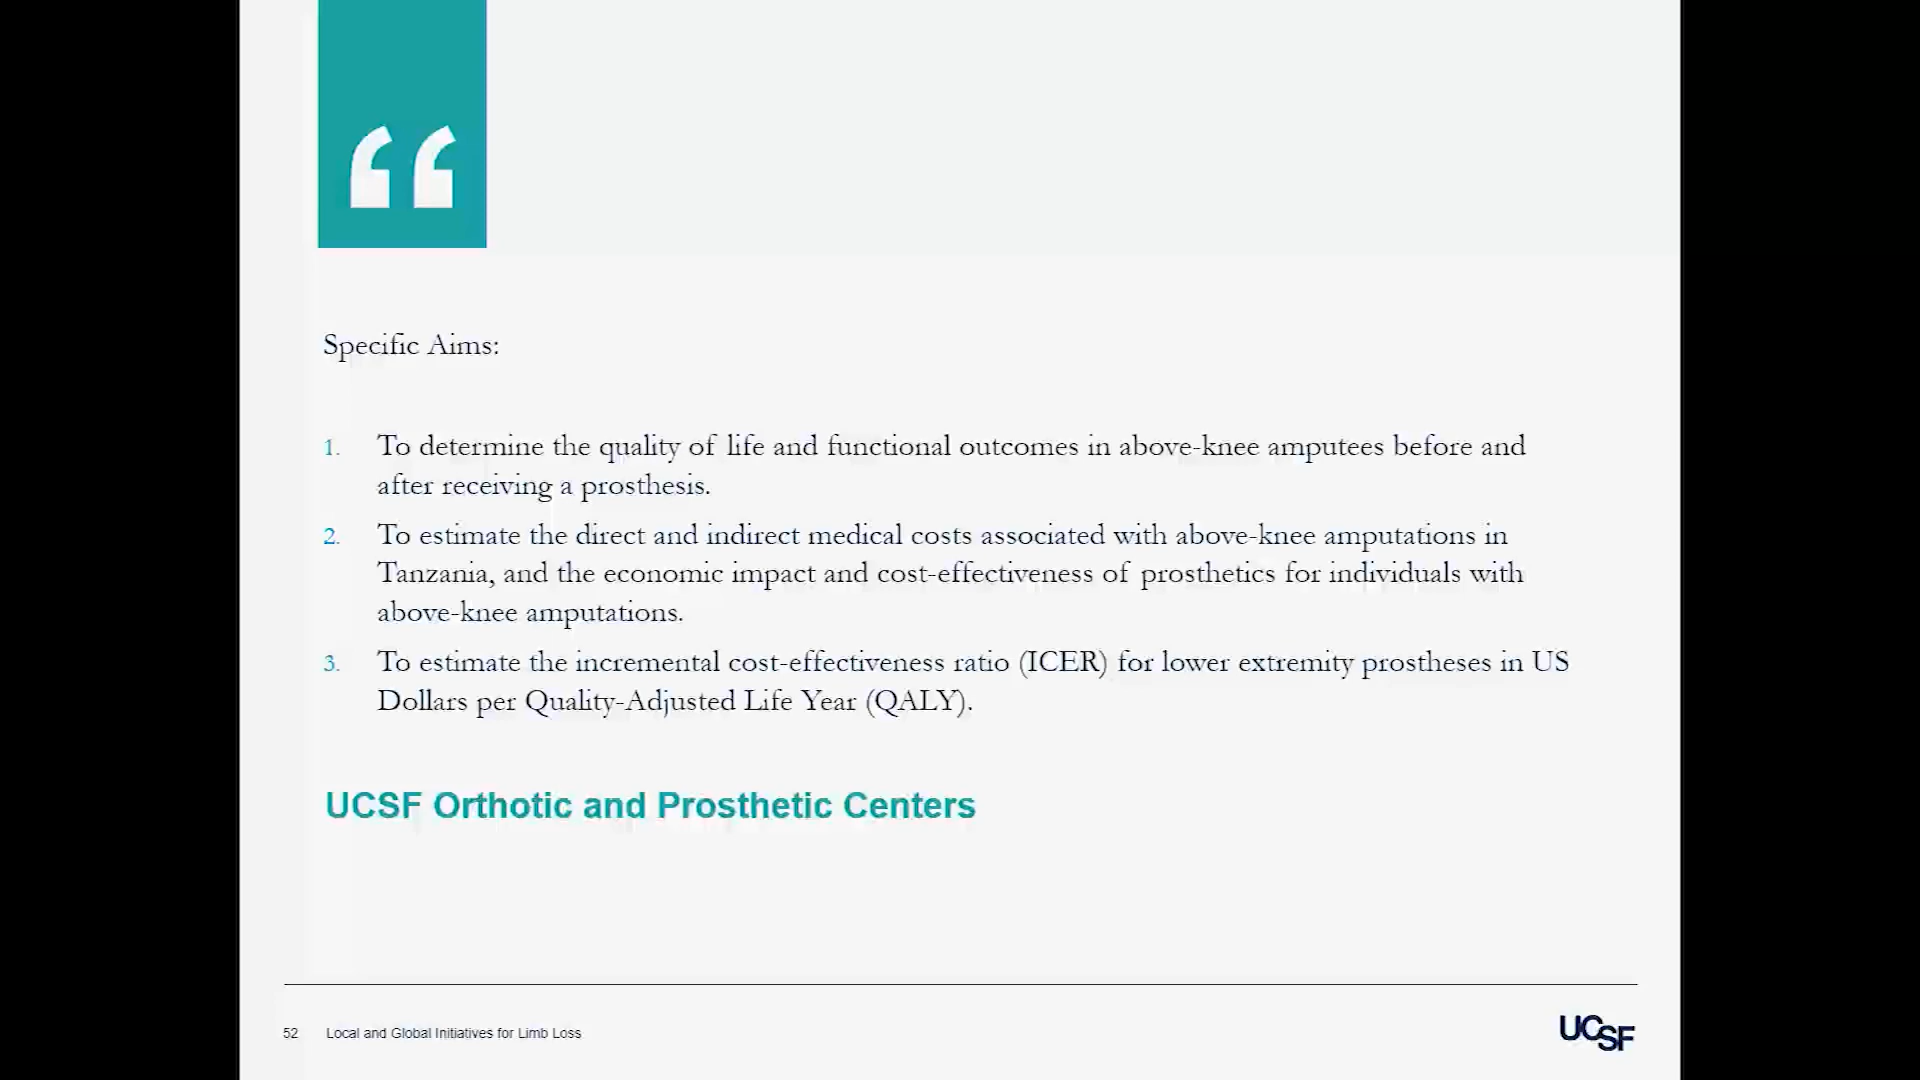 “
Specific Aims:
1. To determine the quality of life and functional outcomes in above-knee amputees before and
after receiving a prosthesis.
2. To estimate the direct and indirect medical costs associated with above-knee amputations in
Tanzania, and the economic impact and cost-effectiveness of prosthetics for individuals with
above-knee amputations.
3. To estimate the incremental cost-effectiveness ratio (ICER) for lower extremity prostheses in US
Dollars per Quality-Adjusted Life Year (QALY).
UCSF Orthotic and Prosthetic Centers
52 Local and Global Initiatives for Limb Loss
UCSF